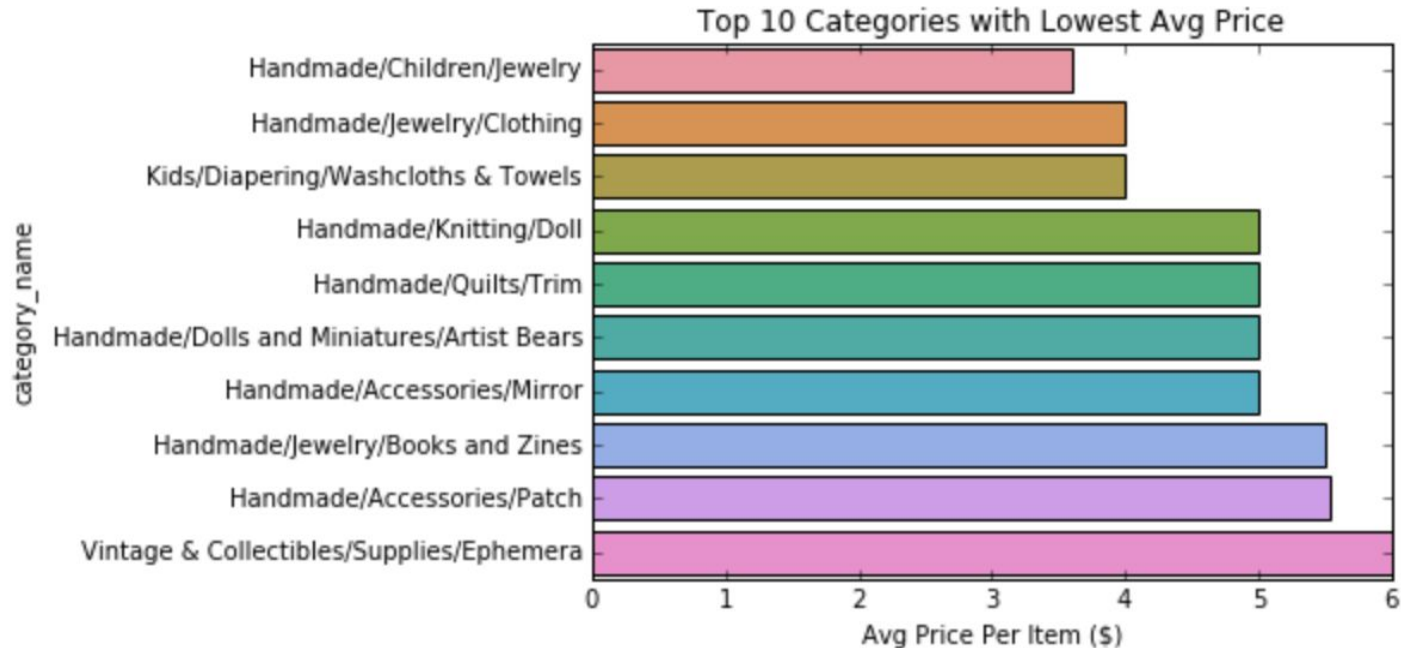 Top 10 Categories with Lowest Avg Price
category_name
Handmade/Children/Jewelry
Handmade/Jewelry/Clothing
Kids/Diapering/Washcloths & Towels
Handmade/Knitting/Doll
Handmade/Quilts/Trim
Handmade/Dolls and Miniatures/Artist Bears
Handmade/Accessories/Mirror
Handmade/Jewelry/Books and Zines
Handmade/Accessories/Patch
Vintage & Collectibles/Supplies/Ephemera
0 1 2 3 4 5 6
Avg Price Per Item ($)